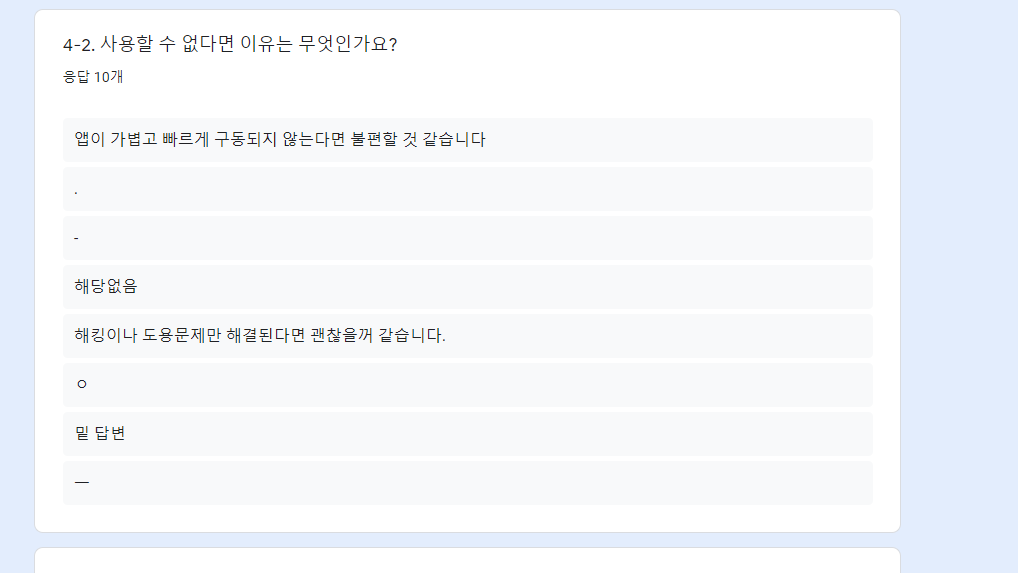 4-2. 사용할 수 없다면 이유는 무엇인가요?
응답 10개
앱이 가볍고 빠르게 구동되지 않는다면 불편할 것 같습니다
.
-
해당없음
해킹이나 도용문제만 해결된다면 괜찮을꺼 같습니다.
ㅇ
밑 답변
ㅡ